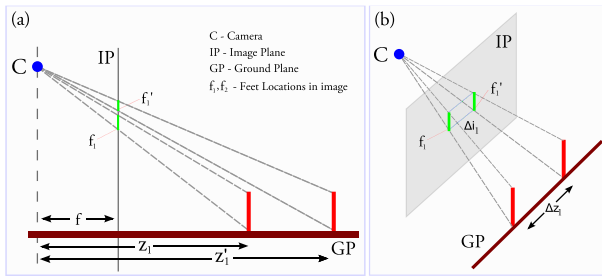 (a)
C - Camera
IP - Image Plane
GP - Ground Plane
f₁,f₂ - Feet Locations in image
C
IP
f₁'
f₁
f
z₁
z₁'
GP
(b)
C
IP
f₁'
f₁
Δi₁
Δz₁
GP